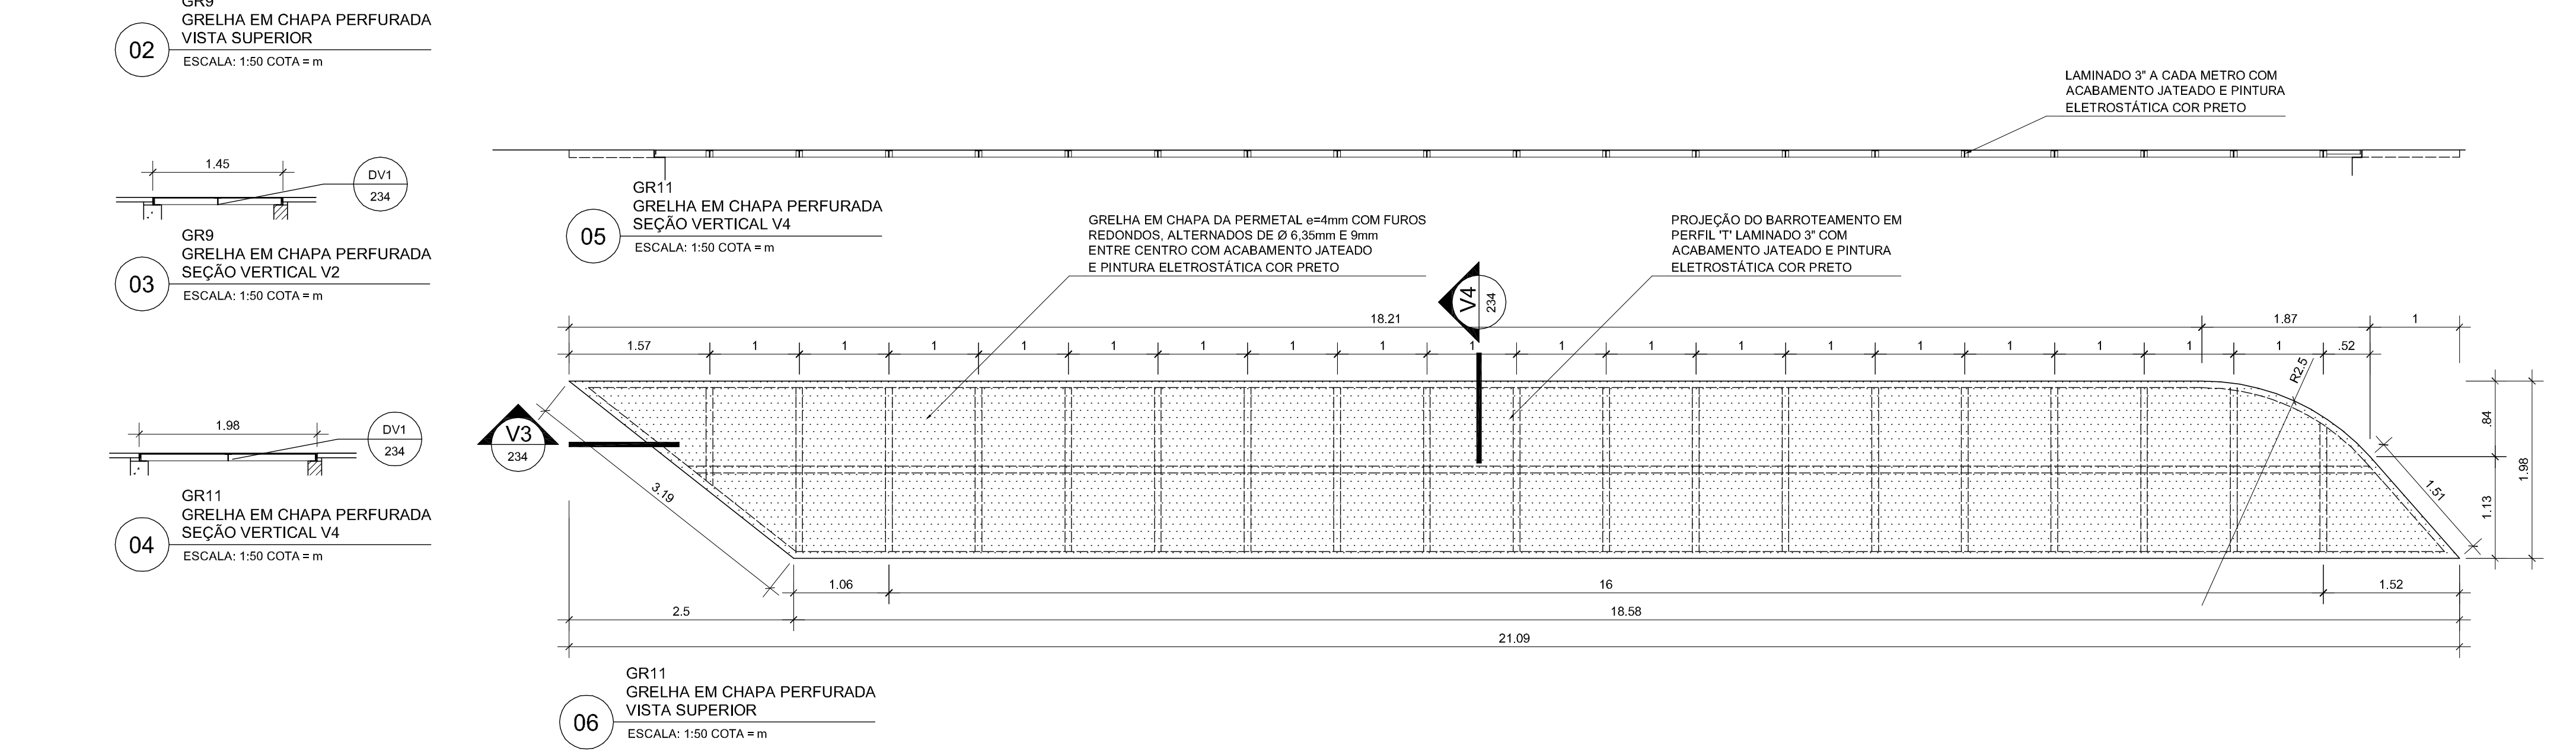 GR9
GRELHA EM CHAPA PERFURADA
VISTA SUPERIOR
02
ESCALA: 1:50 COTA = m
1.45
DV1
234
GR9
GRELHA EM CHAPA PERFURADA
SEÇÃO VERTICAL V2
03
ESCALA: 1:50 COTA = m
1.98
DV1
234
GR11
GRELHA EM CHAPA PERFURADA
SEÇÃO VERTICAL V4
04
ESCALA: 1:50 COTA = m
LAMINADO 3" A CADA METRO COM
ACABAMENTO JATEADO E PINTURA
ELETROSTÁTICA COR PRETO
GR11
GRELHA EM CHAPA PERFURADA
SEÇÃO VERTICAL V4
05
ESCALA: 1:50 COTA = m
GRELHA EM CHAPA DA PERMETAL e=4mm COM FUROS
REDONDOS, ALTERNADOS DE Ø 6,35mm E 9mm
ENTRE CENTRO COM ACABAMENTO JATEADO
E PINTURA ELETROSTÁTICA COR PRETO
PROJEÇÃO DO BARROTEAMENTO EM
PERFIL 'T' LAMINADO 3" COM
ACABAMENTO JATEADO E PINTURA
ELETROSTÁTICA COR PRETO
V4
234
18.21 1.87 1
1.57 1 1 1 1 1 1 1 1 1 1 1 1 1 1 1 1 1 1 .52
R2.5
V3
234
3.19
.84
1.98
1.51
1.13
1.06 16 1.52
2.5 18.58
21.09
GR11
GRELHA EM CHAPA PERFURADA
VISTA SUPERIOR
06
ESCALA: 1:50 COTA = m